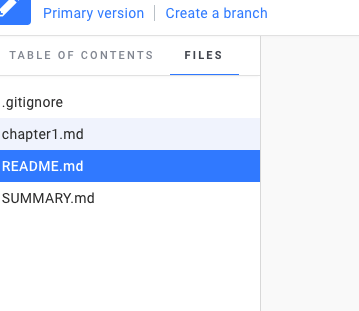 Primary version | Create a branch
TABLE OF CONTENTS FILES
.gitignore
chapter1.md
README.md
SUMMARY.md